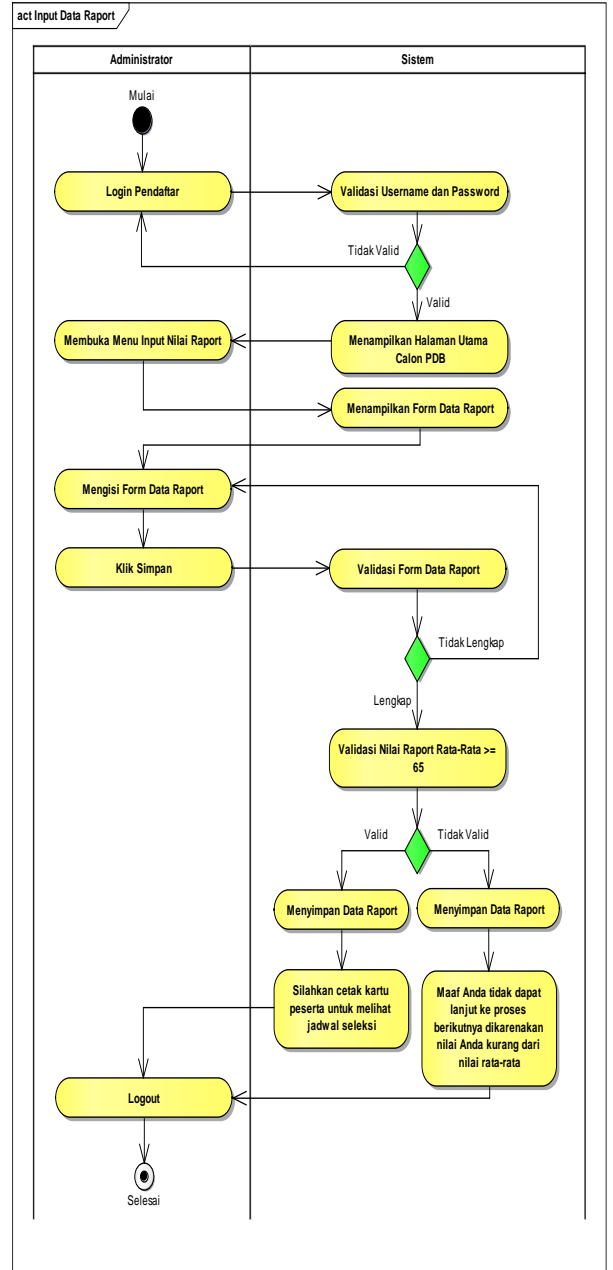 act Input Data Raport
Administrator
Sistem
Mulai
Login Pendaftar
Validasi Username dan Password
Tidak Valid
Valid
Membuka Menu Input Nilai Raport
Menampilkan Halaman Utama
Calon PDB
Menampilkan Form Data Raport
Mengisi Form Data Raport
Klik Simpan
Validasi Form Data Raport
Tidak Lengkap
Lengkap
Validasi Nilai Raport Rata-Rata >=
65
Valid
Tidak Valid
Menyimpan Data Raport
Menyimpan Data Raport
Silahkan cetak kartu
peserta untuk melihat
jadwal seleksi
Maaf Anda tidak dapat
lanjut ke proses
berikutnya dikarenakan
nilai Anda kurang dari
nilai rata-rata
Logout
Selesai